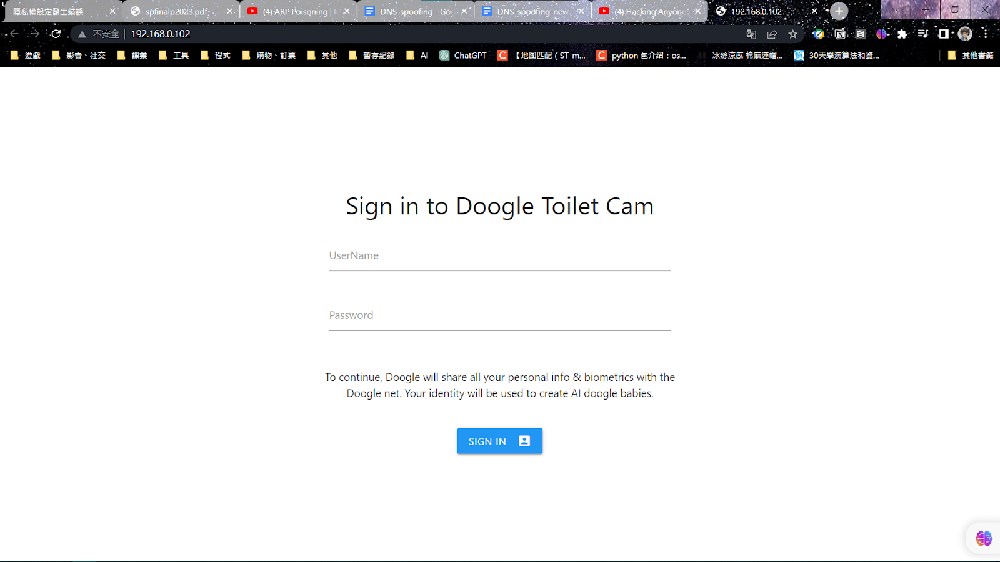 隱私權設定發生錯誤
spfinalp2023.pdf
(4) ARP Poisoning |
DNS-spoofing - Goo
DNS-spoofing-new
(4) Hacking Anyone
192.168.0.102
不安全
192.168.0.102
遊戲
影音、社交
課業
工具
程式
購物、訂票
其他
暫存紀錄
AI
ChatGPT
【地图匹配（ST-m...
python 包介绍：os...
冰絲涼感 棉麻連帽...
30天學演算法和資...
其他書籤
Sign in to Doogle Toilet Cam
UserName
Password
To continue, Doogle will share all your personal info & biometrics with the
Doogle net. Your identity will be used to create AI doogle babies.
SIGN IN